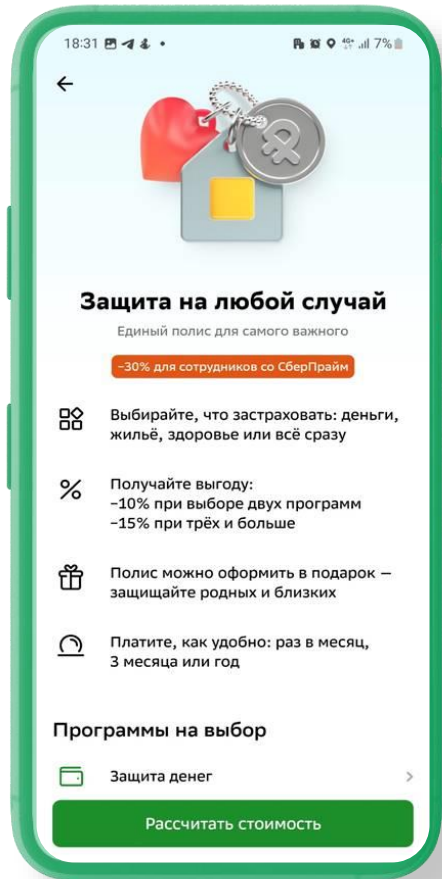 18:31
4G+ 7%
Защита на любой случай
Единый полис для самого важного
−30% для сотрудников со СберПрайм
Выбирайте, что застраховать: деньги,
жильё, здоровье или всё сразу
Получайте выгоду:
−10% при выборе двух программ
−15% при трёх и больше
Полис можно оформить в подарок —
защищайте родных и близких
Платите, как удобно: раз в месяц,
3 месяца или год
Программы на выбор
Защита денег
Рассчитать стоимость